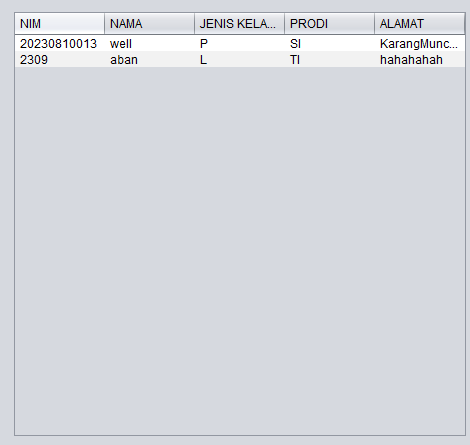 NIM NAMA JENIS KELA... PRODI ALAMAT
20230810013 well P SI KarangMunc...
2309 aban L TI hahahahah